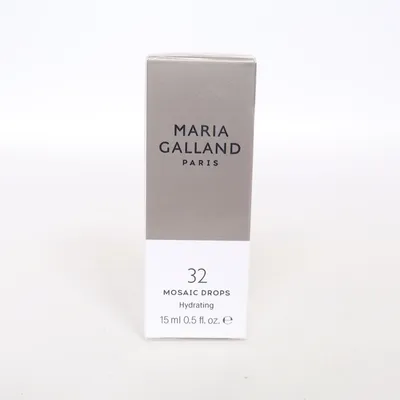 MARIA
GALLAND
PARIS
32
MOSAIC DROPS
Hydrating
15 ml 0.5 fl. oz. ℮